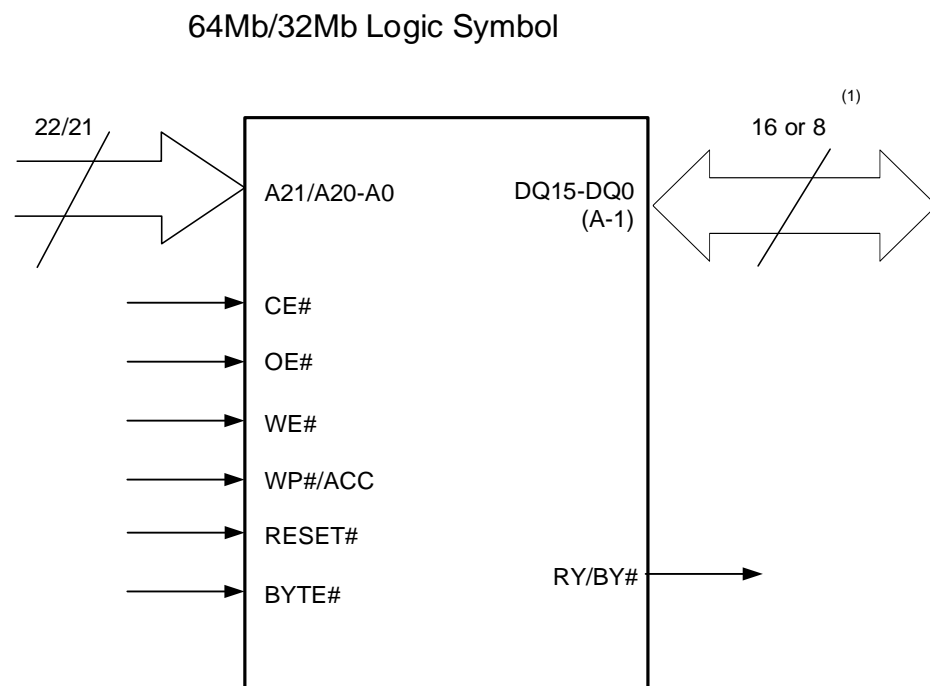 64Mb/32Mb Logic Symbol
(1)
22/21
16 or 8
A21/A20-A0
DQ15-DQ0
(A-1)
CE#
OE#
WE#
WP#/ACC
RESET#
RY/BY#
BYTE#